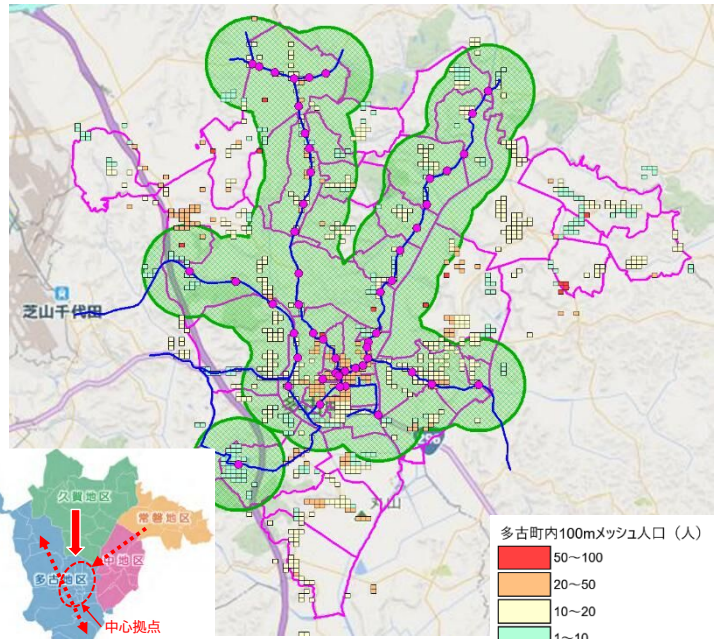 芝山千代田
丸山
久賀地区
常磐地区
多古地区
中地区
中心拠点
多古町内100mメッシュ人口（人）
50～100
20～50
10～20
1～10